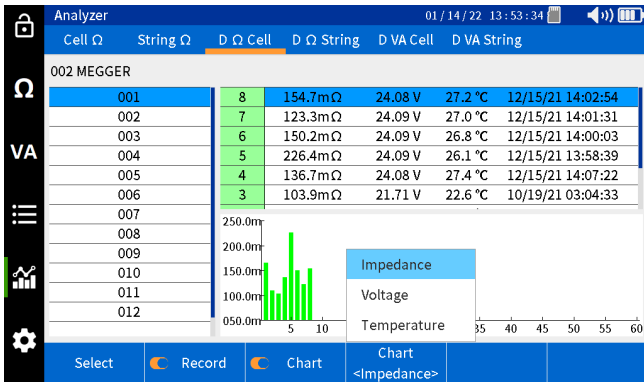 Analyzer 01/14/22 13:53:34
Cell Ω String Ω D Ω Cell D Ω String D VA Cell D VA String
002 MEGGER
Ω
VA
001
002
003
004
005
006
007
008
009
010
011
012
8 154.7mΩ 24.08 V 27.2 °C 12/15/21 14:02:54
7 123.3mΩ 24.09 V 27.0 °C 12/15/21 14:01:31
6 150.2mΩ 24.09 V 26.8 °C 12/15/21 14:00:03
5 226.4mΩ 24.09 V 26.1 °C 12/15/21 13:58:39
4 136.7mΩ 24.08 V 27.4 °C 12/15/21 14:07:22
3 103.9mΩ 21.71 V 22.6 °C 10/19/21 03:04:33
250.0m
200.0m
150.0m
100.0m
050.0m
5 10 35 40 45 50 55 60
Impedance
Voltage
Temperature
Select Record Chart Chart
<Impedance>